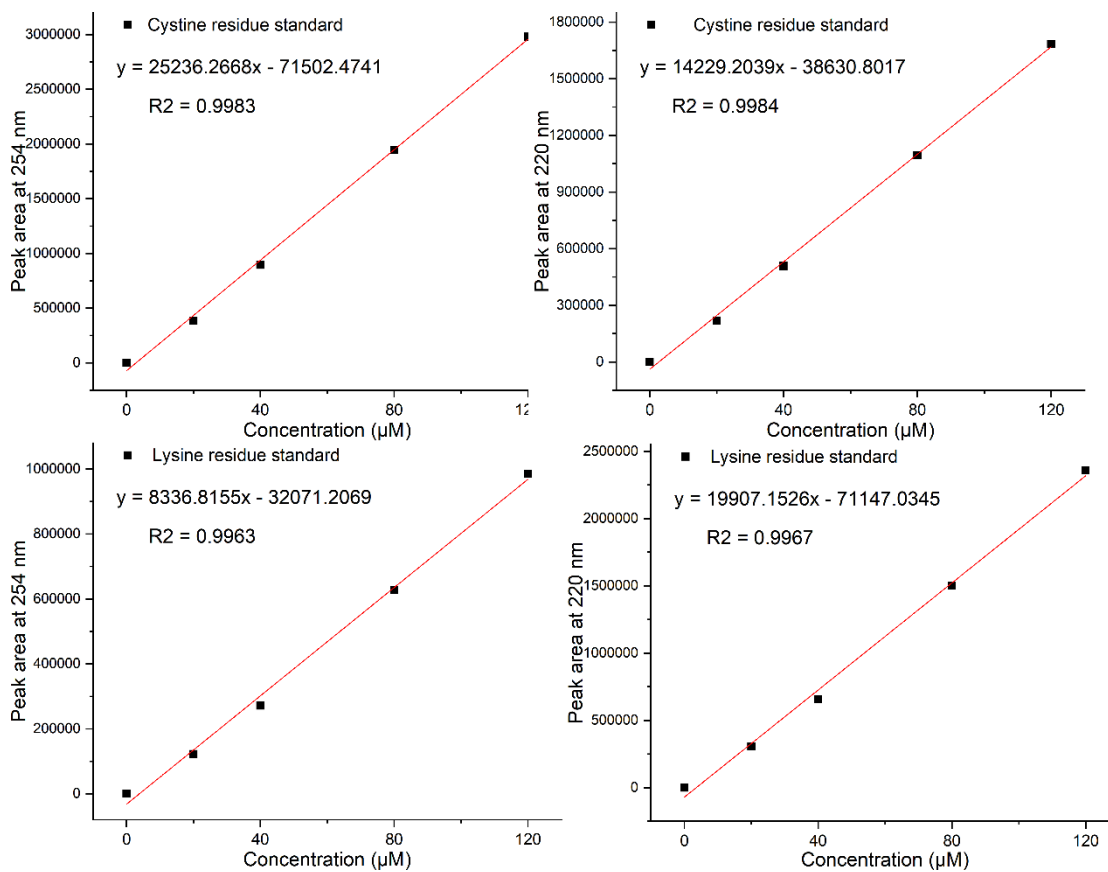 Cystine residue standard
y = 25236.2668x - 71502.4741
R2 = 0.9983
Peak area at 254 nm
3000000
2000000
1500000
1000000
500000
0
0 40 80 12
Concentration (μM)
Cystine residue standard
y = 14229.2039x - 38630.8017
R2 = 0.9984
Peak area at 220 nm
1800000
1500000
1200000
900000
600000
300000
0
0 40 80 120
Concentration (μM)
Lysine residue standard
y = 8336.8155x - 32071.2069
R2 = 0.9963
Peak area at 254 nm
1000000
800000
600000
400000
200000
0
0 40 80 120
Concentration (μM)
Lysine residue standard
y = 19907.1526x - 71147.0345
R2 = 0.9967
Peak area at 220 nm
2500000
2000000
1500000
1000000
500000
0
0 40 80 120
Concentration (μM)